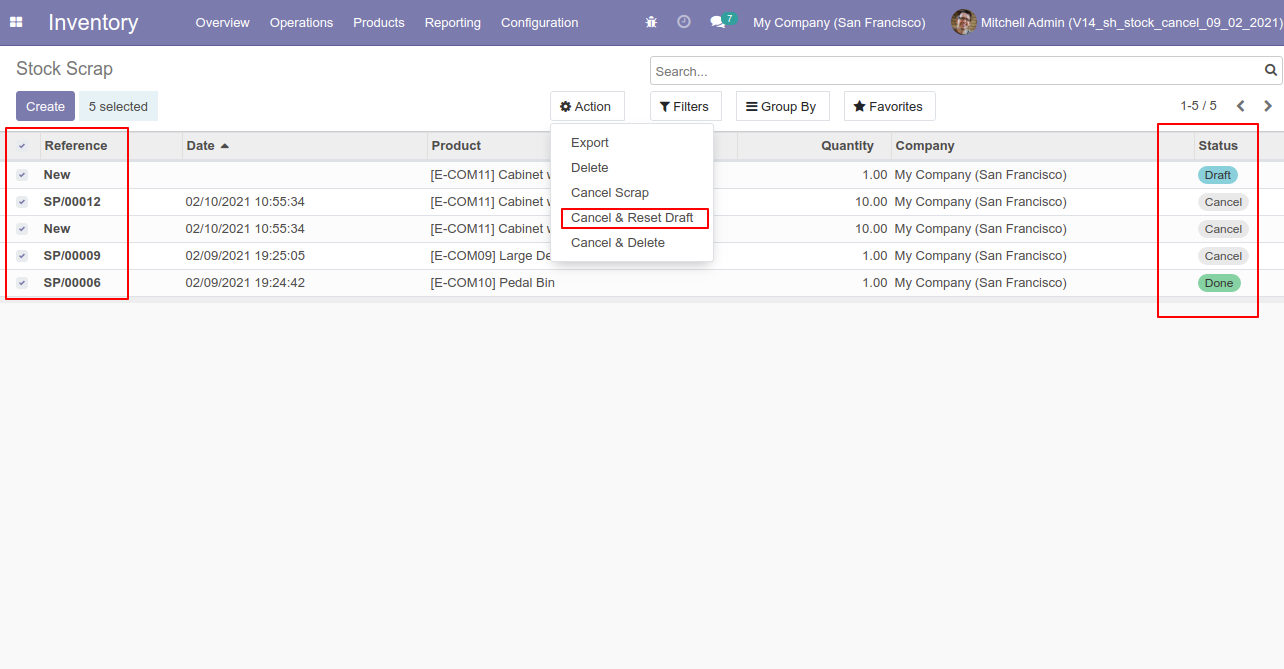 Inventory Overview Operations Products Reporting Configuration 7 My Company (San Francisco) Mitchell Admin (V14_sh_stock_cancel_09_02_2021)
Stock Scrap
Search...
Create 5 selected Action Filters Group By Favorites 1-5 / 5
Export
Delete
Cancel Scrap
Cancel & Reset Draft
Cancel & Delete
Reference Date Product Quantity Company Status
New [E-COM11] Cabinet 1.00 My Company (San Francisco) Draft
SP/00012 02/10/2021 10:55:34 [E-COM11] Cabinet 10.00 My Company (San Francisco) Cancel
New 02/10/2021 10:55:34 [E-COM11] Cabinet 10.00 My Company (San Francisco) Cancel
SP/00009 02/09/2021 19:25:05 [E-COM09] Large 1.00 My Company (San Francisco) Cancel
SP/00006 02/09/2021 19:24:42 [E-COM10] Pedal Bin 1.00 My Company (San Francisco) Done